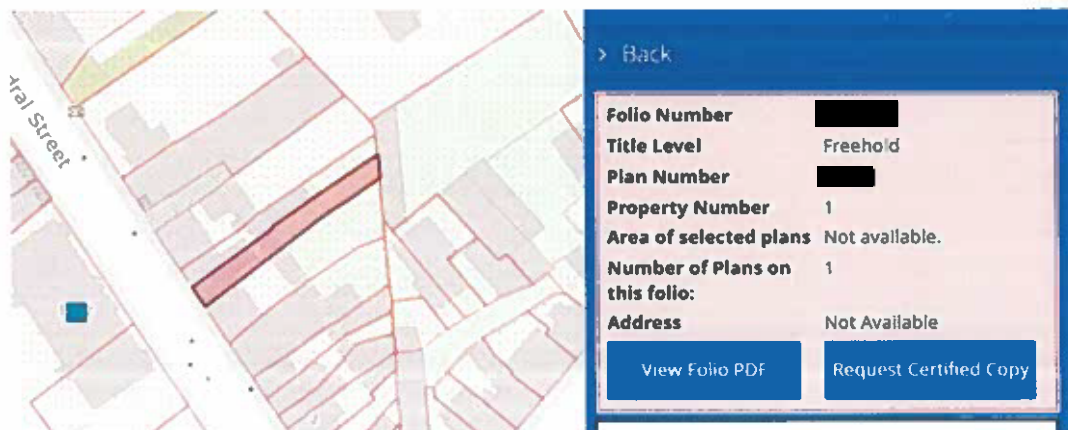 Aral Street
> Back
Folio Number
Title Level Freehold
Plan Number
Property Number 1
Area of selected plans Not available.
Number of Plans on 1
this folio:
Address Not Available
View Folio PDF Request Certified Copy